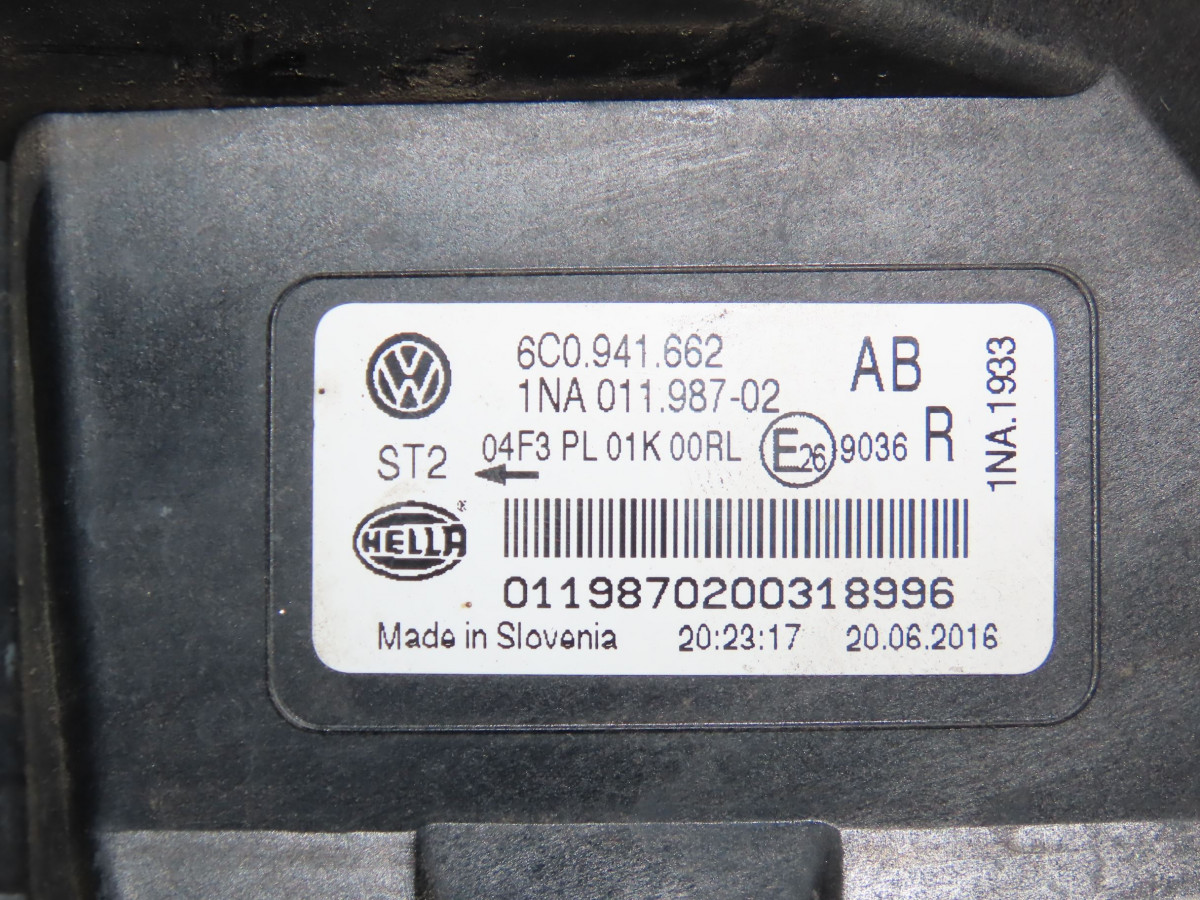 6C0.941.662
AB
1NA 011.987-02
R
1NA.1933
ST2
04F3 PL 01K 00RL
E26 9036
HELLA
0119870200318996
Made in Slovenia 20:23:17 20.06.2016